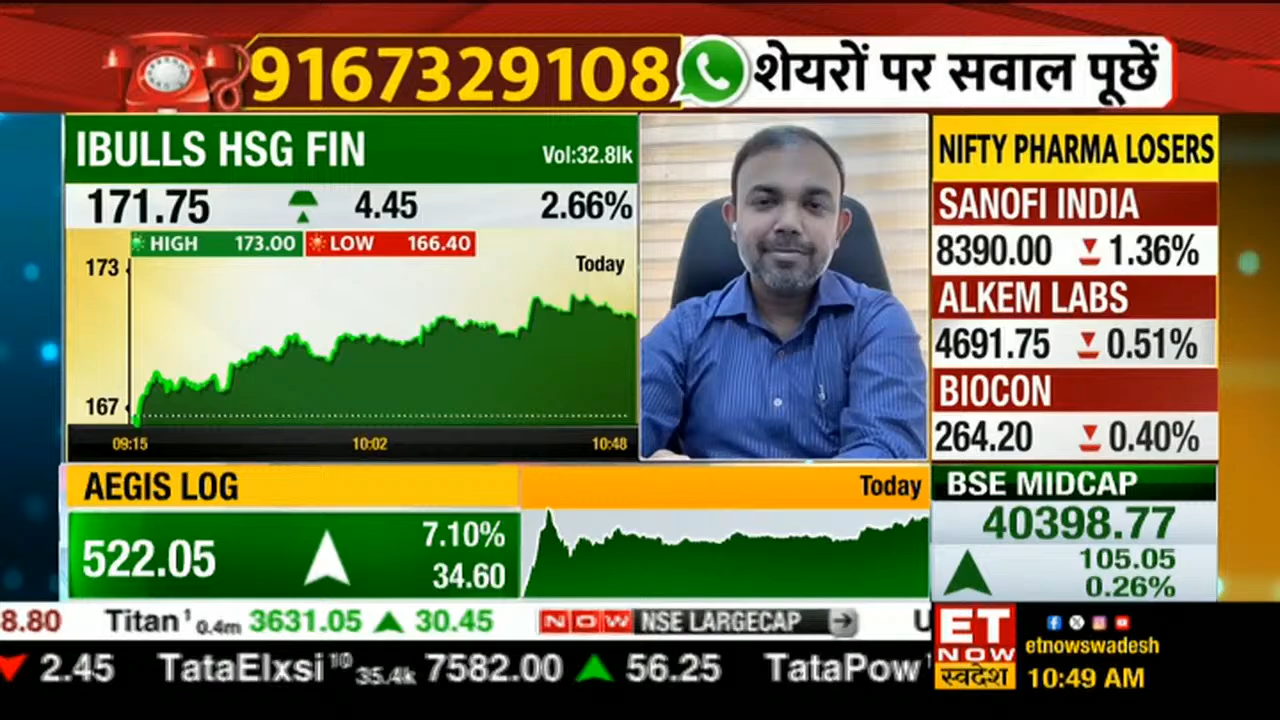 9167329108 शेयरों पर सवाल पूछें
IBULLS HSG FIN Vol:32.8lk
171.75 4.45 2.66%
HIGH 173.00 LOW 166.40
Today
173
167
09:15 10:02 10:48
NIFTY PHARMA LOSERS
SANOFI INDIA
8390.00 1.36%
ALKEM LABS
4691.75 0.51%
BIOCON
264.20 0.40%
AEGIS LOG Today
522.05
7.10%
34.60
BSE MIDCAP
40398.77
105.05
0.26%
8.80 Titan 1 0.4m 3631.05 30.45 NOW NSE LARGECAP U
2.45 TataElxsi 10 35.4k 7582.00 56.25 TataPow
ET
NOW
स्वदेश
etnowswadesh
10:49 AM